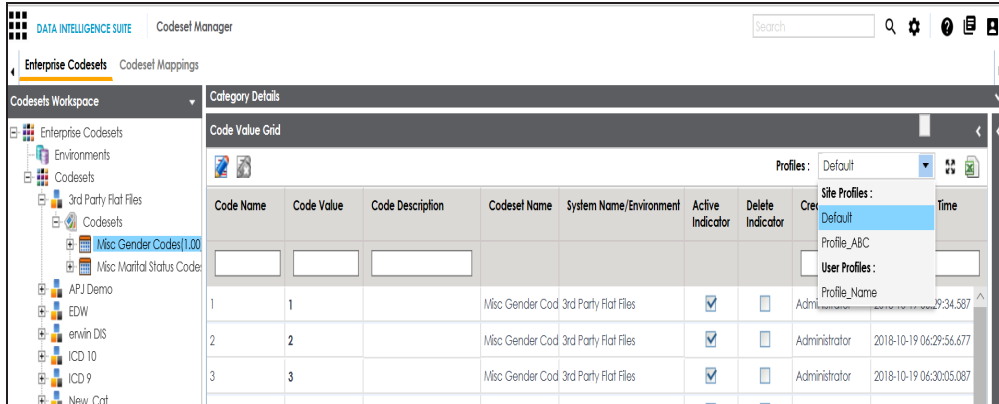 DATA INTELLIGENCE SUITE Codeset Manager Search
Enterprise Codesets Codeset Mappings
Codesets Workspace
Enterprise Codesets
Environments
Codesets
3rd Party Flat Files
Codesets
Misc Gender Codes(1.00
Misc Marital Status Code
APJ Demo
EDW
erwin DIS
ICD 10
ICD 9
New Cat
Category Details
Code Value Grid
Profiles : Default
Site Profiles :
Default
Profile_ABC
User Profiles :
Profile_Name
Code Name Code Value Code Description Codeset Name System Name/Environment Active Indicator Delete Indicator Time
1 1 Misc Gender Cod 3rd Party Flat Files 29:34.587
2 2 Misc Gender Cod 3rd Party Flat Files Administrator 2018-10-19 06:29:56.677
3 3 Misc Gender Cod 3rd Party Flat Files Administrator 2018-10-19 06:30:05.087